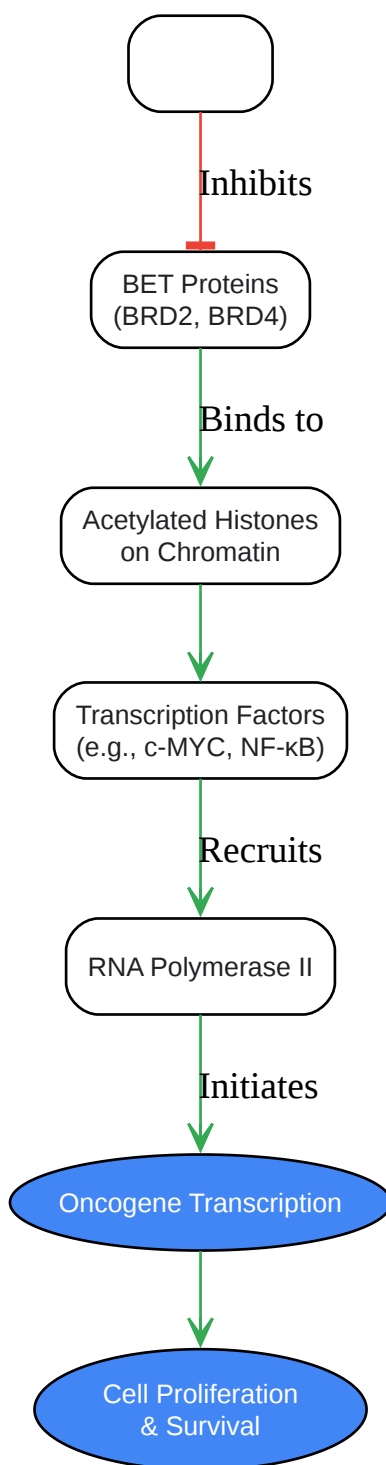 Inhibits
BET Proteins
(BRD2, BRD4)
Binds to
Acetylated Histones
on Chromatin
Transcription Factors
(e.g., c-MYC, NF-κB)
Recruits
RNA Polymerase II
Initiates
Oncogene Transcription
Cell Proliferation
& Survival